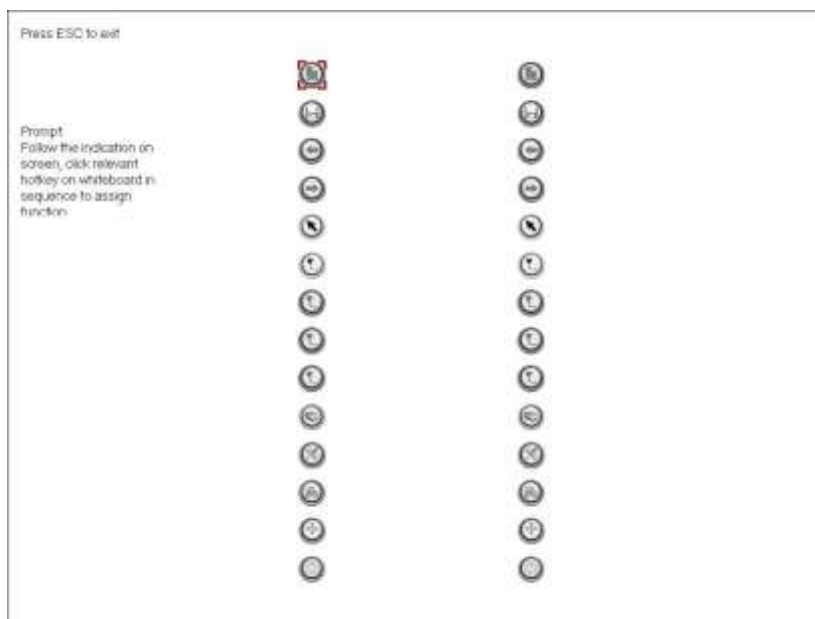 Press ESC to exit
Prompt
Follow the indication on
screen, click relevant
hotkey on whiteboard in
sequence to assign
function